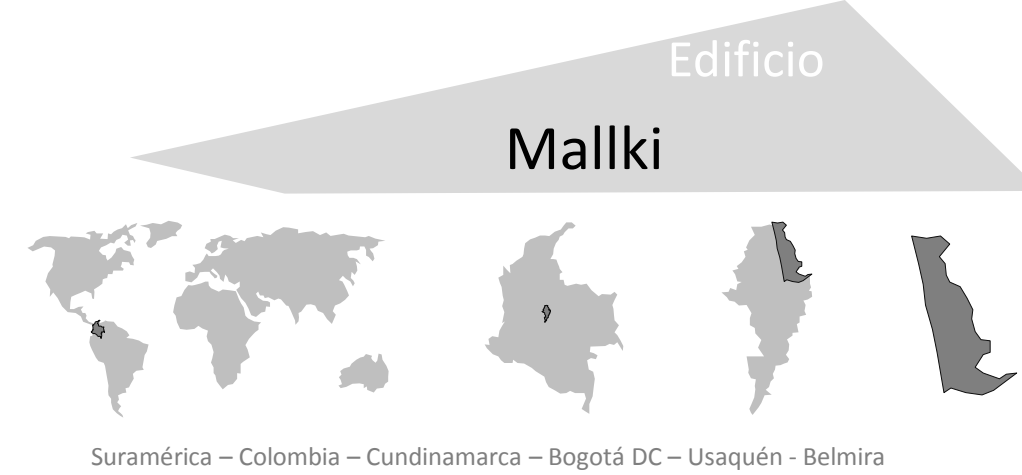 Edificio
Mallki
Suramérica – Colombia – Cundinamarca – Bogotá DC – Usaquén - Belmira